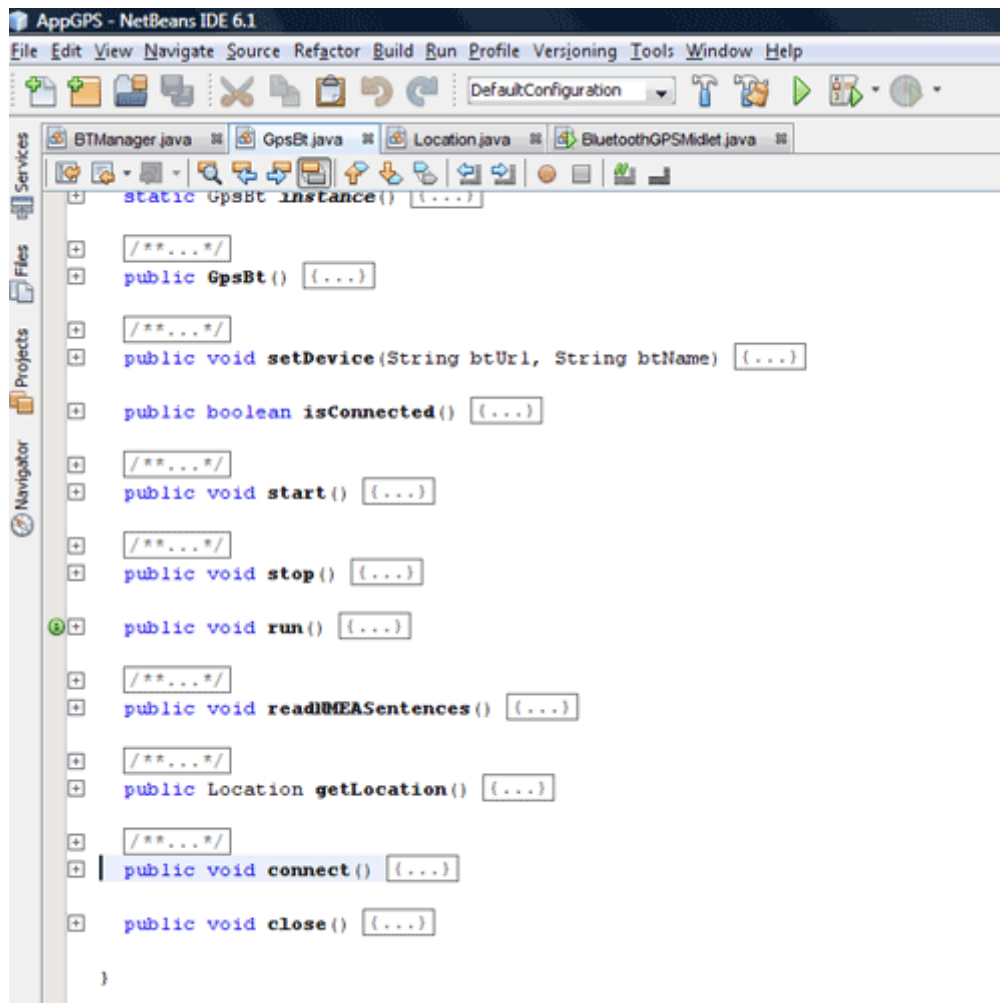 AppGPS - NetBeans IDE 6.1
File Edit View Navigate Source Refactor Build Run Profile Versioning Tools Window Help
DefaultConfiguration
BTManager.java GpsBt.java Location.java BluetoothGPSMidlet.java
Services
Files
Projects
Navigator
static GpsBt instance() {...}
/**...*/
public GpsBt() {...}
/**...*/
public void setDevice(String btUrl, String btName) {...}
public boolean isConnected() {...}
/**...*/
public void start() {...}
/**...*/
public void stop() {...}
public void run() {...}
/**...*/
public void readNMEASentences() {...}
/**...*/
public Location getLocation() {...}
/**...*/
public void connect() {...}
public void close() {...}
}